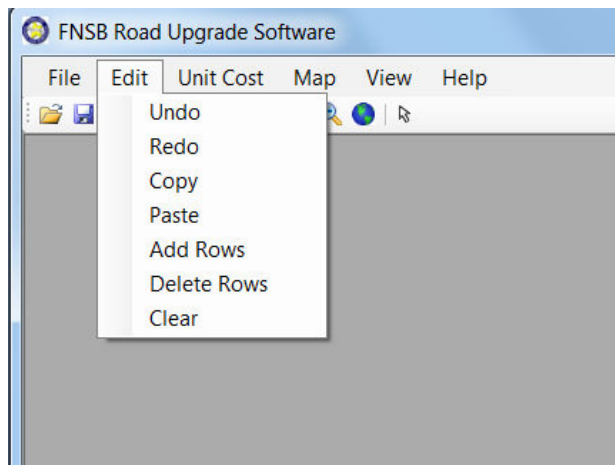 FNSB Road Upgrade Software
File Edit Unit Cost Map View Help
Undo
Redo
Copy
Paste
Add Rows
Delete Rows
Clear